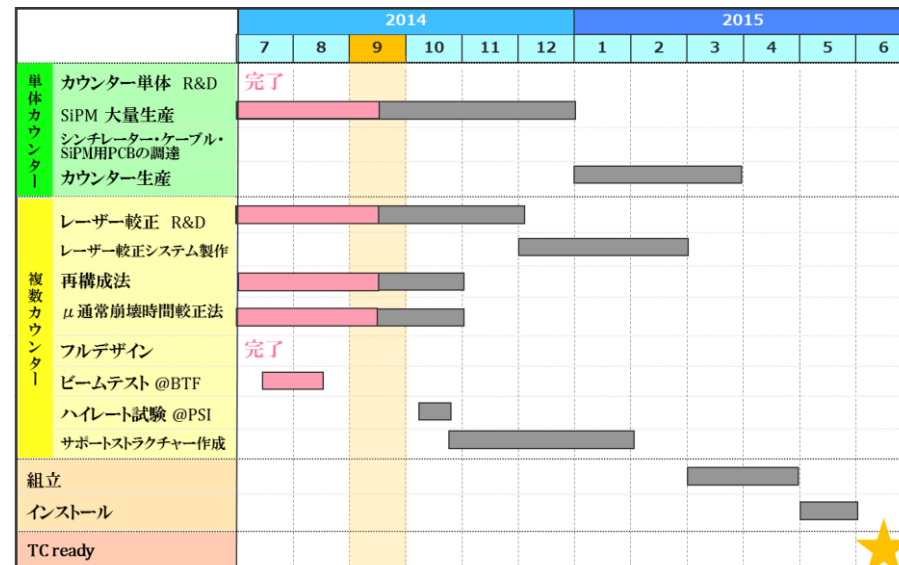 2014
2015
7 8 9 10 11 12 1 2 3 4 5 6
単体カウンター
カウンター単体 R&D
完了
SiPM 大量生産
シンチレーター・ケーブル・
SiPM用PCBの調達
カウンター生産
複数カウンター
レーザー較正 R&D
レーザー較正システム製作
再構成法
μ通常崩壊時間較正法
フルデザイン
完了
ビームテスト @BTF
ハイレート試験 @PSI
サポートストラクチャー作成
組立
インストール
TC ready